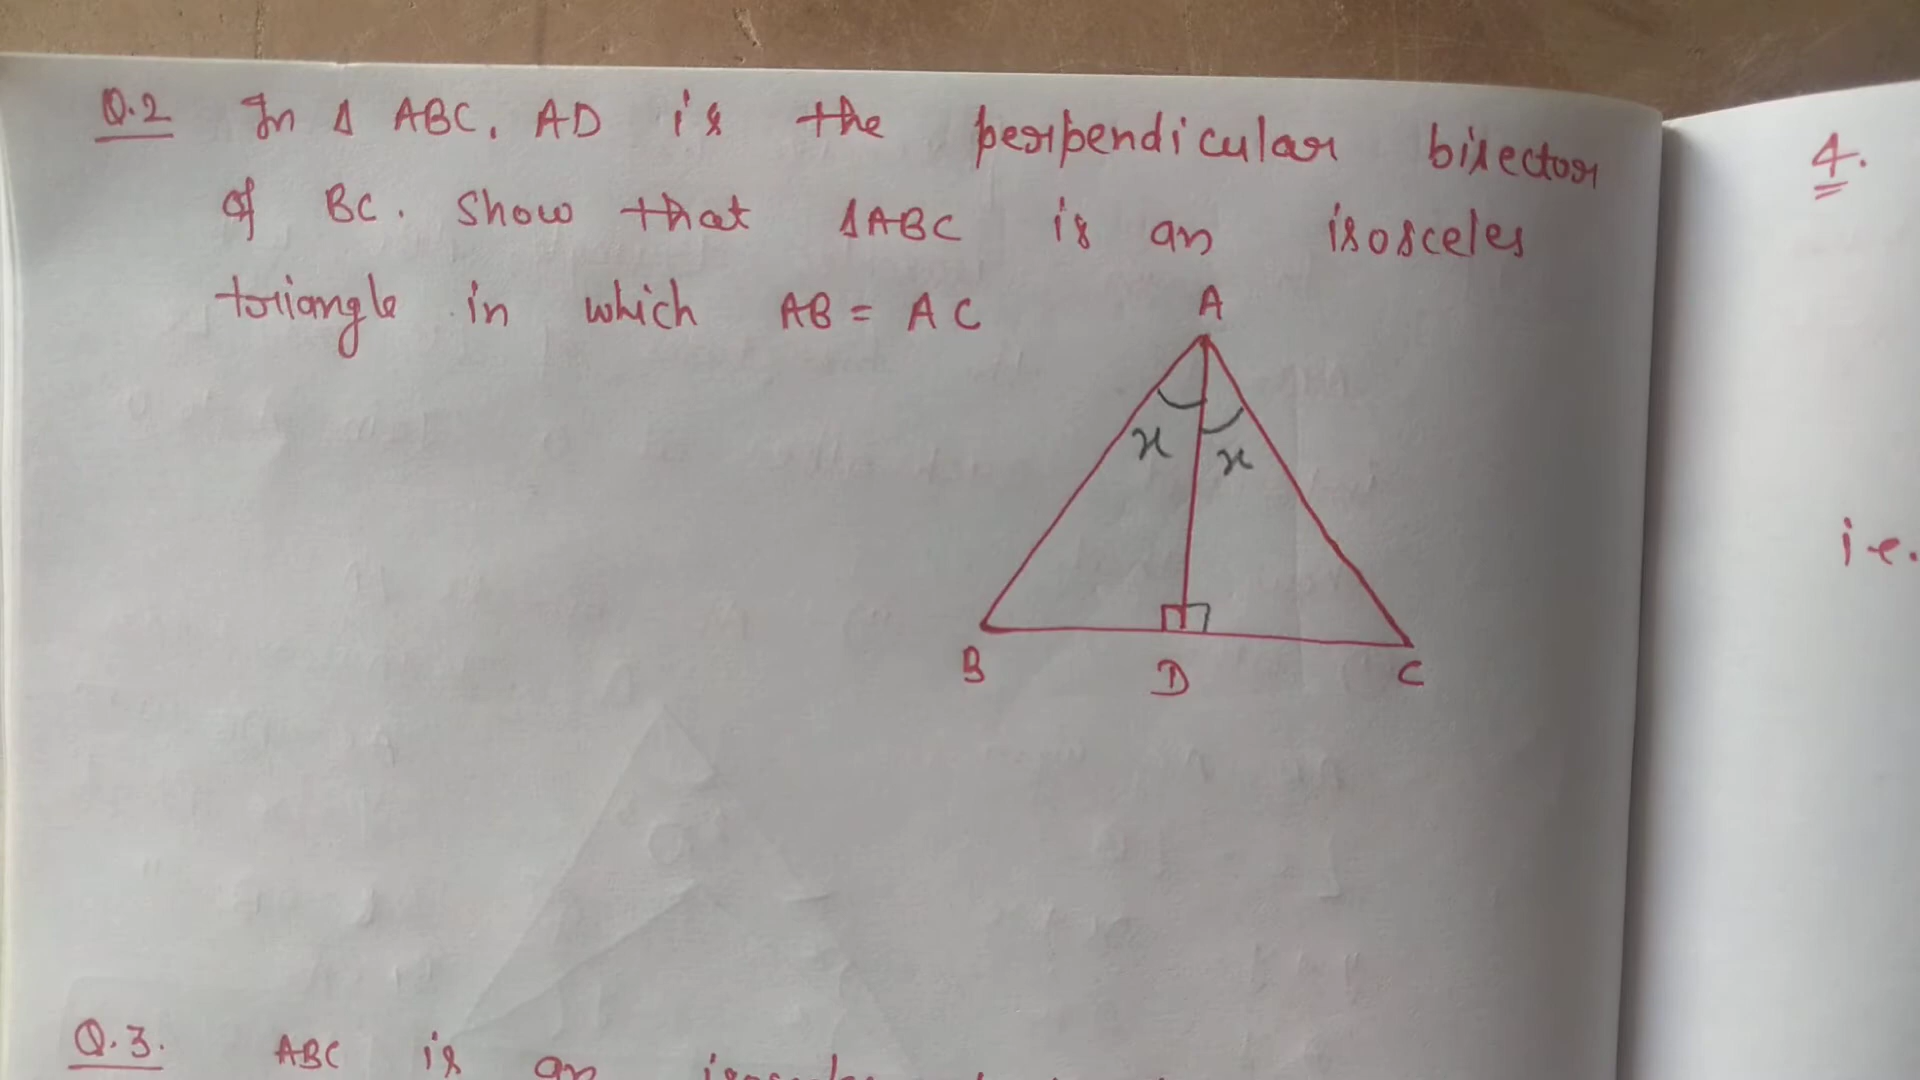 Q.2 In Δ ABC, AD is the perpendicular bisector
of BC. Show that ΔABC is an isosceles
triangle in which AB = AC
A
x x
B D C
Q.3. ABC is an
4.
i.e.